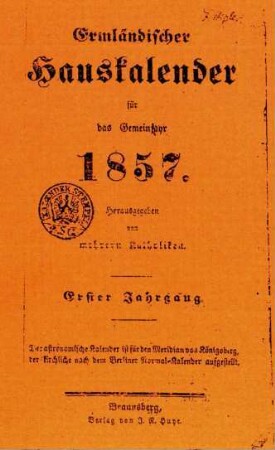 Ermländischer
Hauskalender
für
das Gemeinjahr
1857.
Herausgegeben
von
mehrern Katholiken.
Erster Jahrgang.
Der astronomische Kalender ist für den Meridian von Königsberg,
der kirchliche nach dem Berliner Normal-Kalender aufgestellt.
Braunsberg,
Verlag von J. R. Huye.